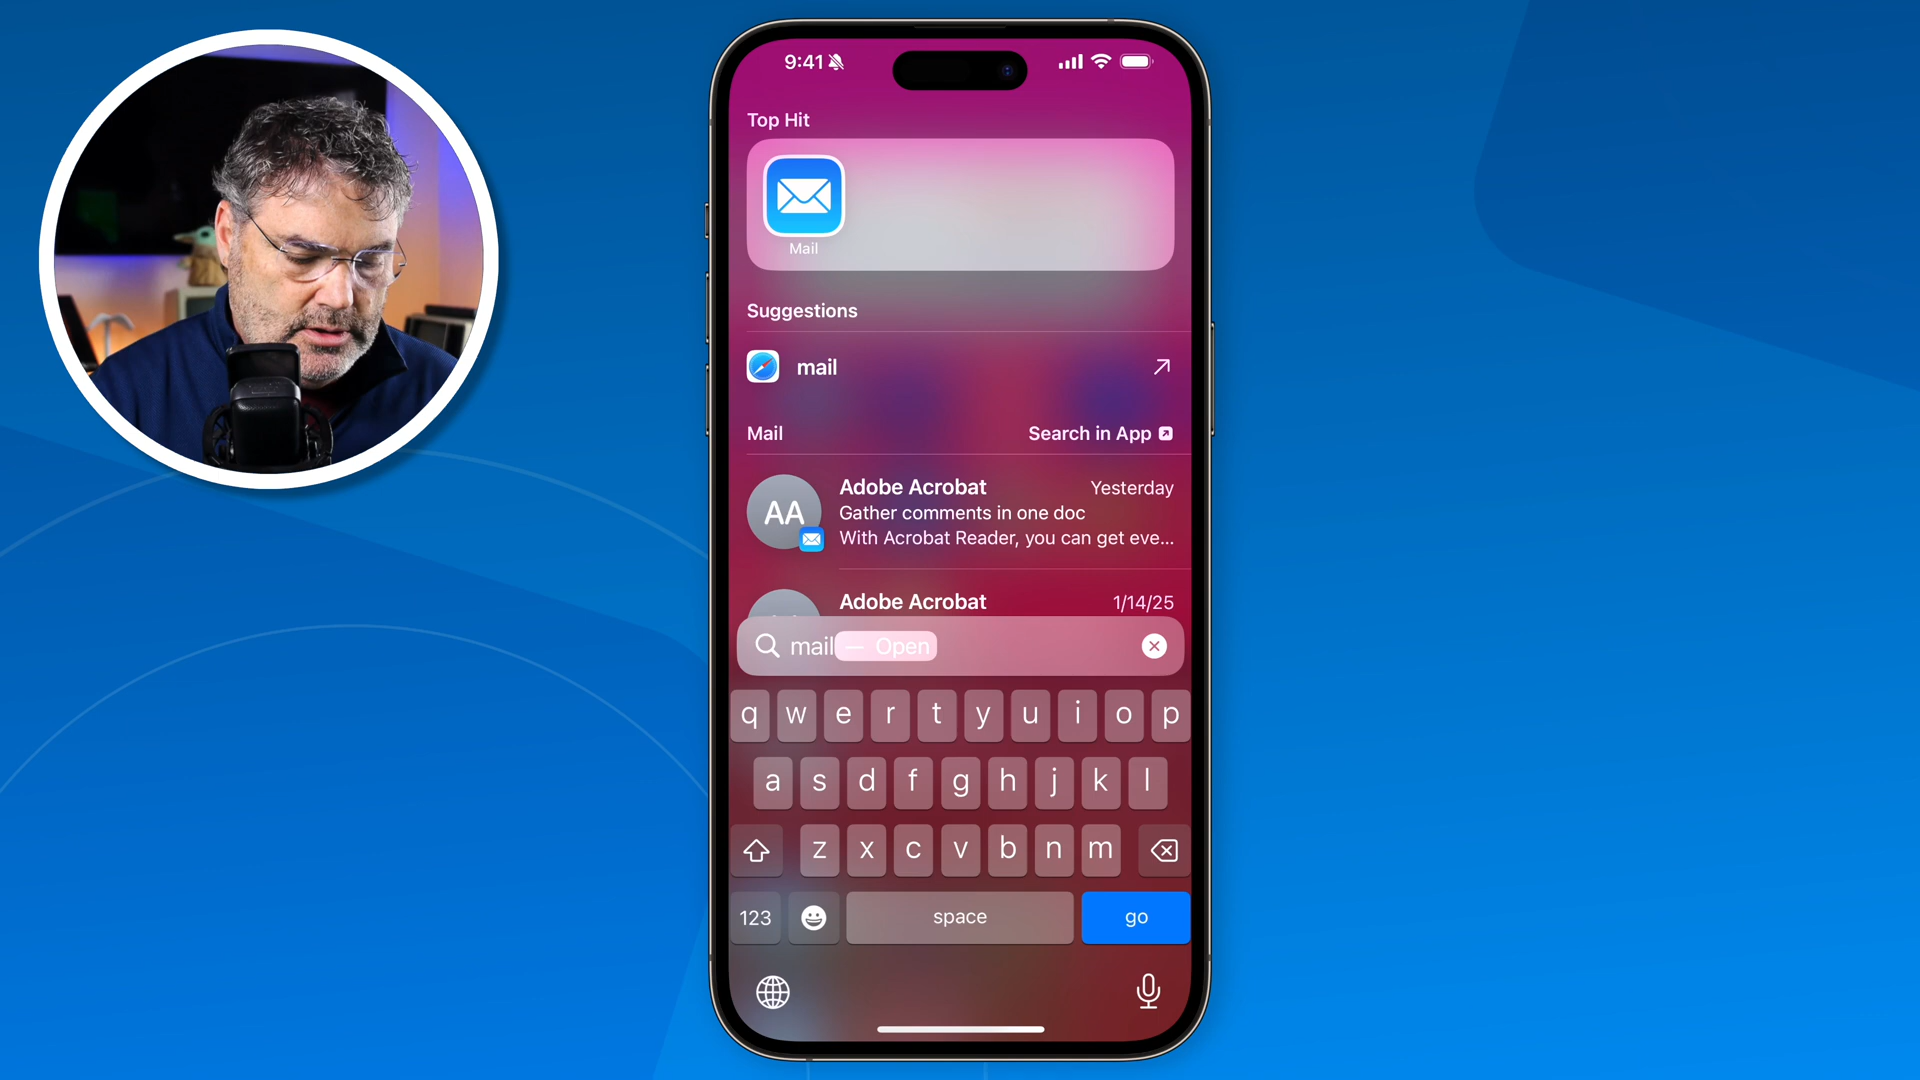 9:41
Top Hit
Mail
Suggestions
mail
Mail Search in App
AA Adobe Acrobat Yesterday
Gather comments in one doc
With Acrobat Reader, you can get eve...
Adobe Acrobat 1/14/25
mail — Open
q w e r t y u i o p
a s d f g h j k l
z x c v b n m
123 space go